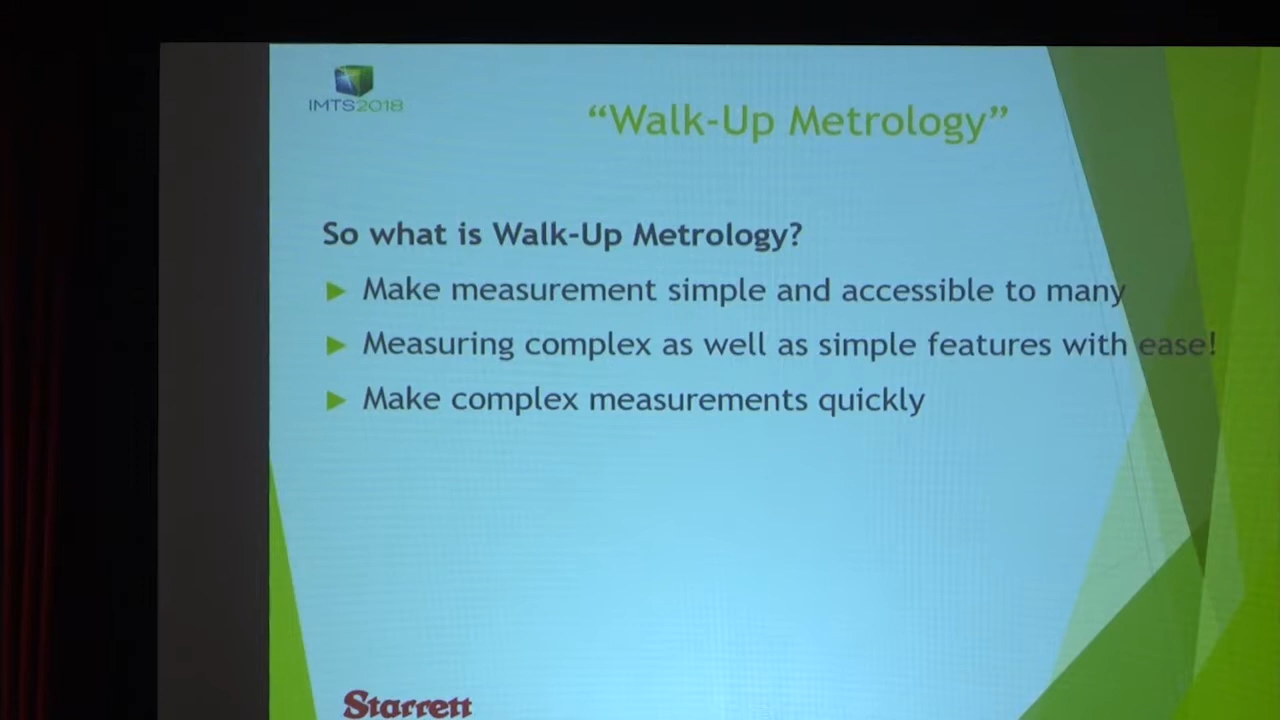 IMTS2018
“Walk-Up Metrology”
So what is Walk-Up Metrology?
Make measurement simple and accessible to many
Measuring complex as well as simple features with ease!
Make complex measurements quickly
Starrett